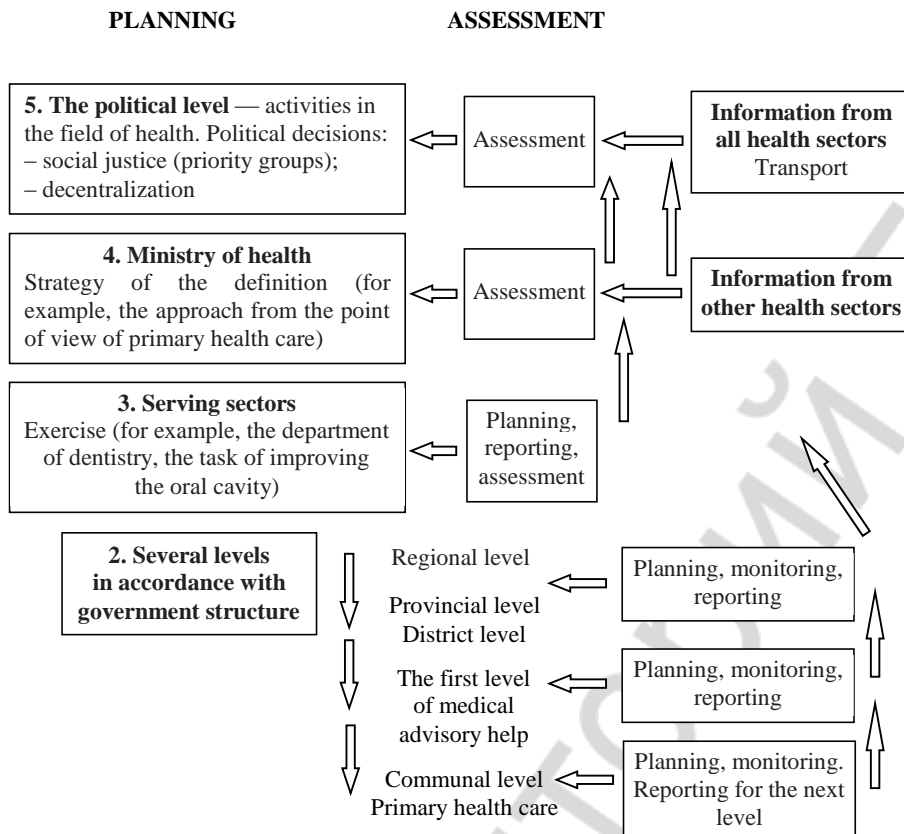 PLANNING
ASSESSMENT
5. The political level — activities in
the field of health. Political decisions:
– social justice (priority groups);
– decentralization
Assessment
Information from
all health sectors
Transport
4. Ministry of health
Strategy of the definition (for
example, the approach from the point
of view of primary health care)
Assessment
Information from
other health sectors
3. Serving sectors
Exercise (for example, the department
of dentistry, the task of improving
the oral cavity)
Planning,
reporting,
assessment
2. Several levels
in accordance with
government structure
Regional level
Provincial level
District level
The first level
of medical
advisory help
Communal level
Primary health care
Planning, monitoring,
reporting
Planning, monitoring,
reporting
Planning, monitoring.
Reporting for the next
level